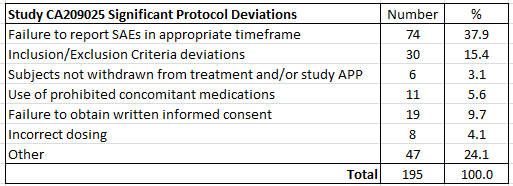 Study CA209025 Significant Protocol Deviations Number %
Failure to report SAEs in appropriate timeframe 74 37.9
Inclusion/Exclusion Criteria deviations 30 15.4
Subjects not withdrawn from treatment and/or study APP 6 3.1
Use of prohibited concomitant medications 11 5.6
Failure to obtain written informed consent 19 9.7
Incorrect dosing 8 4.1
Other 47 24.1
Total 195 100.0